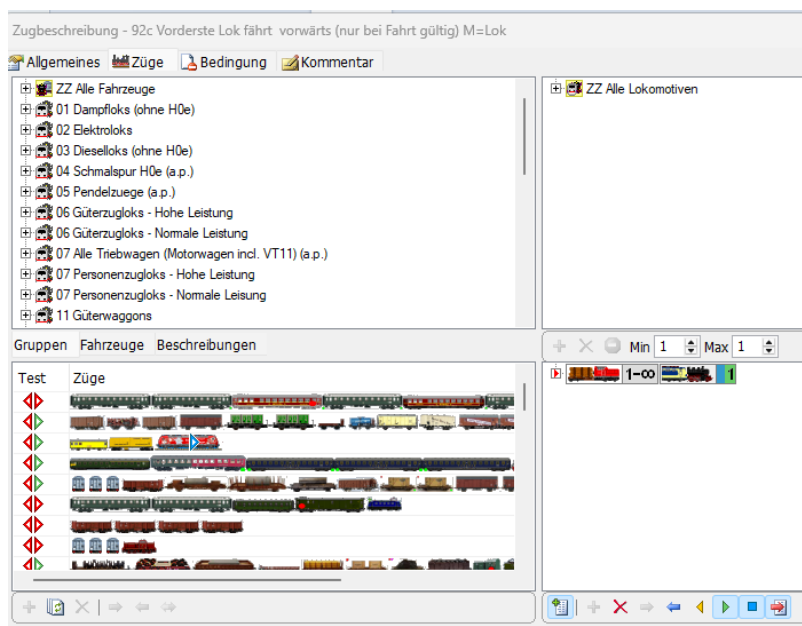 Zugbeschreibung - 92c Vorderste Lok fährt vorwärts (nur bei Fahrt gültig) M=Lok
Allgemeines Züge Bedingung Kommentar
ZZ Alle Fahrzeuge
01 Dampfloks (ohne H0e)
02 Elektroloks
03 Dieselloks (ohne H0e)
04 Schmalspur H0e (a.p.)
05 Pendelzuege (a.p.)
06 Güterzugloks - Hohe Leistung
06 Güterzugloks - Normale Leistung
07 Alle Triebwagen (Motorwagen incl. VT11) (a.p.)
07 Personenzugloks - Hohe Leistung
07 Personenzugloks - Normale Leisung
11 Güterwaggons
ZZ Alle Lokomotiven
Gruppen Fahrzeuge Beschreibungen
Min 1 Max 1
Test Züge
1-∞ 1